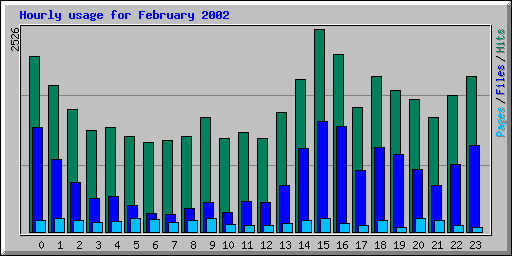 Hourly usage for February 2002
2526
Pages / Files / Hits
0 1 2 3 4 5 6 7 8 9 10 11 12 13 14 15 16 17 18 19 20 21 22 23